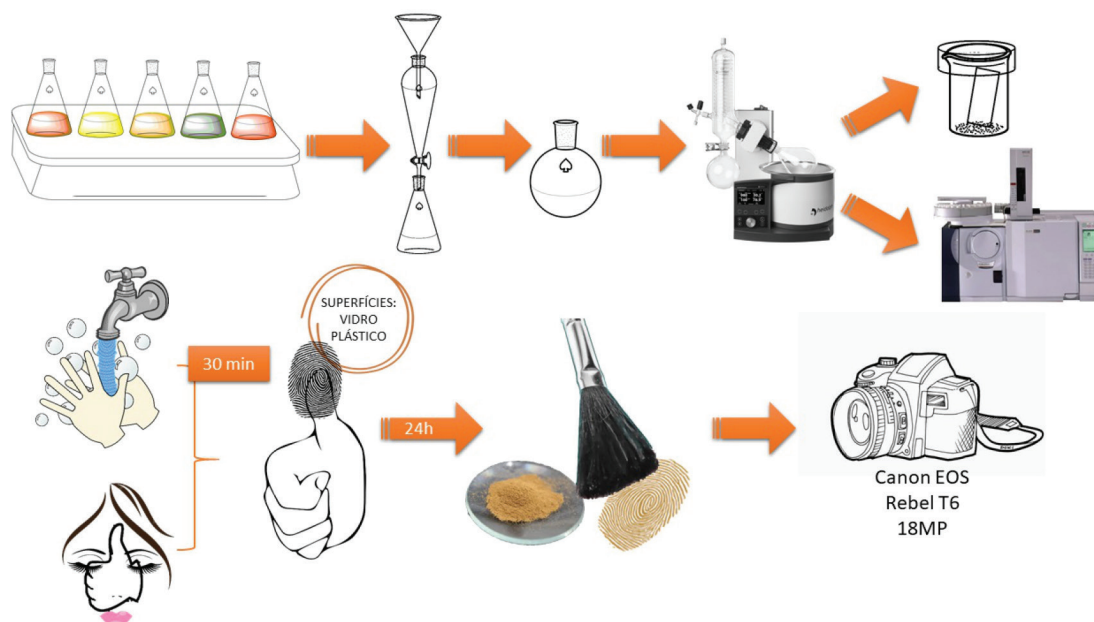 SUPERFÍCIES:
VIDRO
PLÁSTICO
30 min
24h
Canon EOS
Rebel T6
18MP